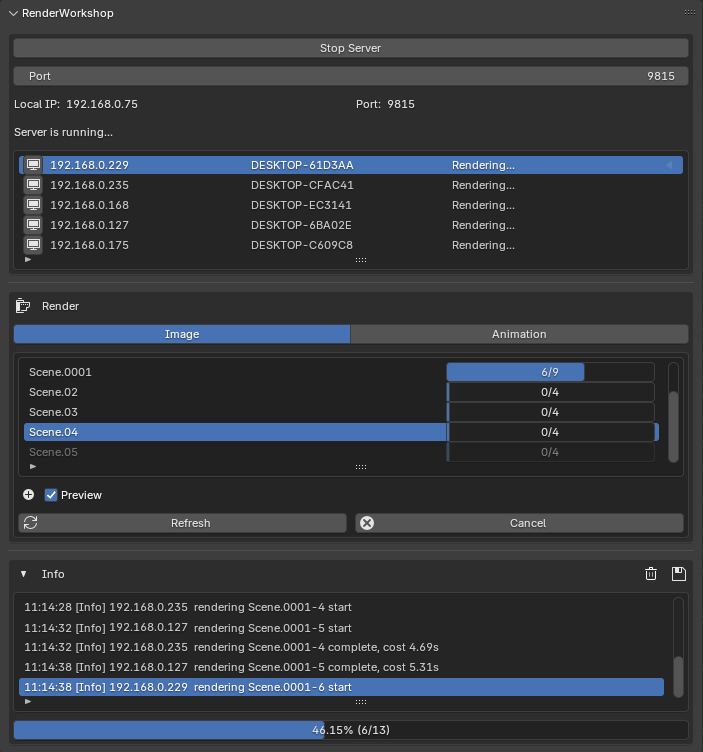 RenderWorkshop
Stop Server
Port 9815
Local IP: 192.168.0.75 Port: 9815
Server is running...
192.168.0.229 DESKTOP-61D3AA Rendering...
192.168.0.235 DESKTOP-CFAC41 Rendering...
192.168.0.168 DESKTOP-EC3141 Rendering...
192.168.0.127 DESKTOP-6BA02E Rendering...
192.168.0.175 DESKTOP-C609C8 Rendering...
Render
Image Animation
Scene.0001 6/9
Scene.02 0/4
Scene.03 0/4
Scene.04 0/4
Scene.05 0/4
Preview
Refresh Cancel
Info
11:14:28 [Info] 192.168.0.235 rendering Scene.0001-4 start
11:14:32 [Info] 192.168.0.127 rendering Scene.0001-5 start
11:14:32 [Info] 192.168.0.235 rendering Scene.0001-4 complete, cost 4.69s
11:14:38 [Info] 192.168.0.127 rendering Scene.0001-5 complete, cost 5.31s
11:14:38 [Info] 192.168.0.229 rendering Scene.0001-6 start
46.15% (6/13)